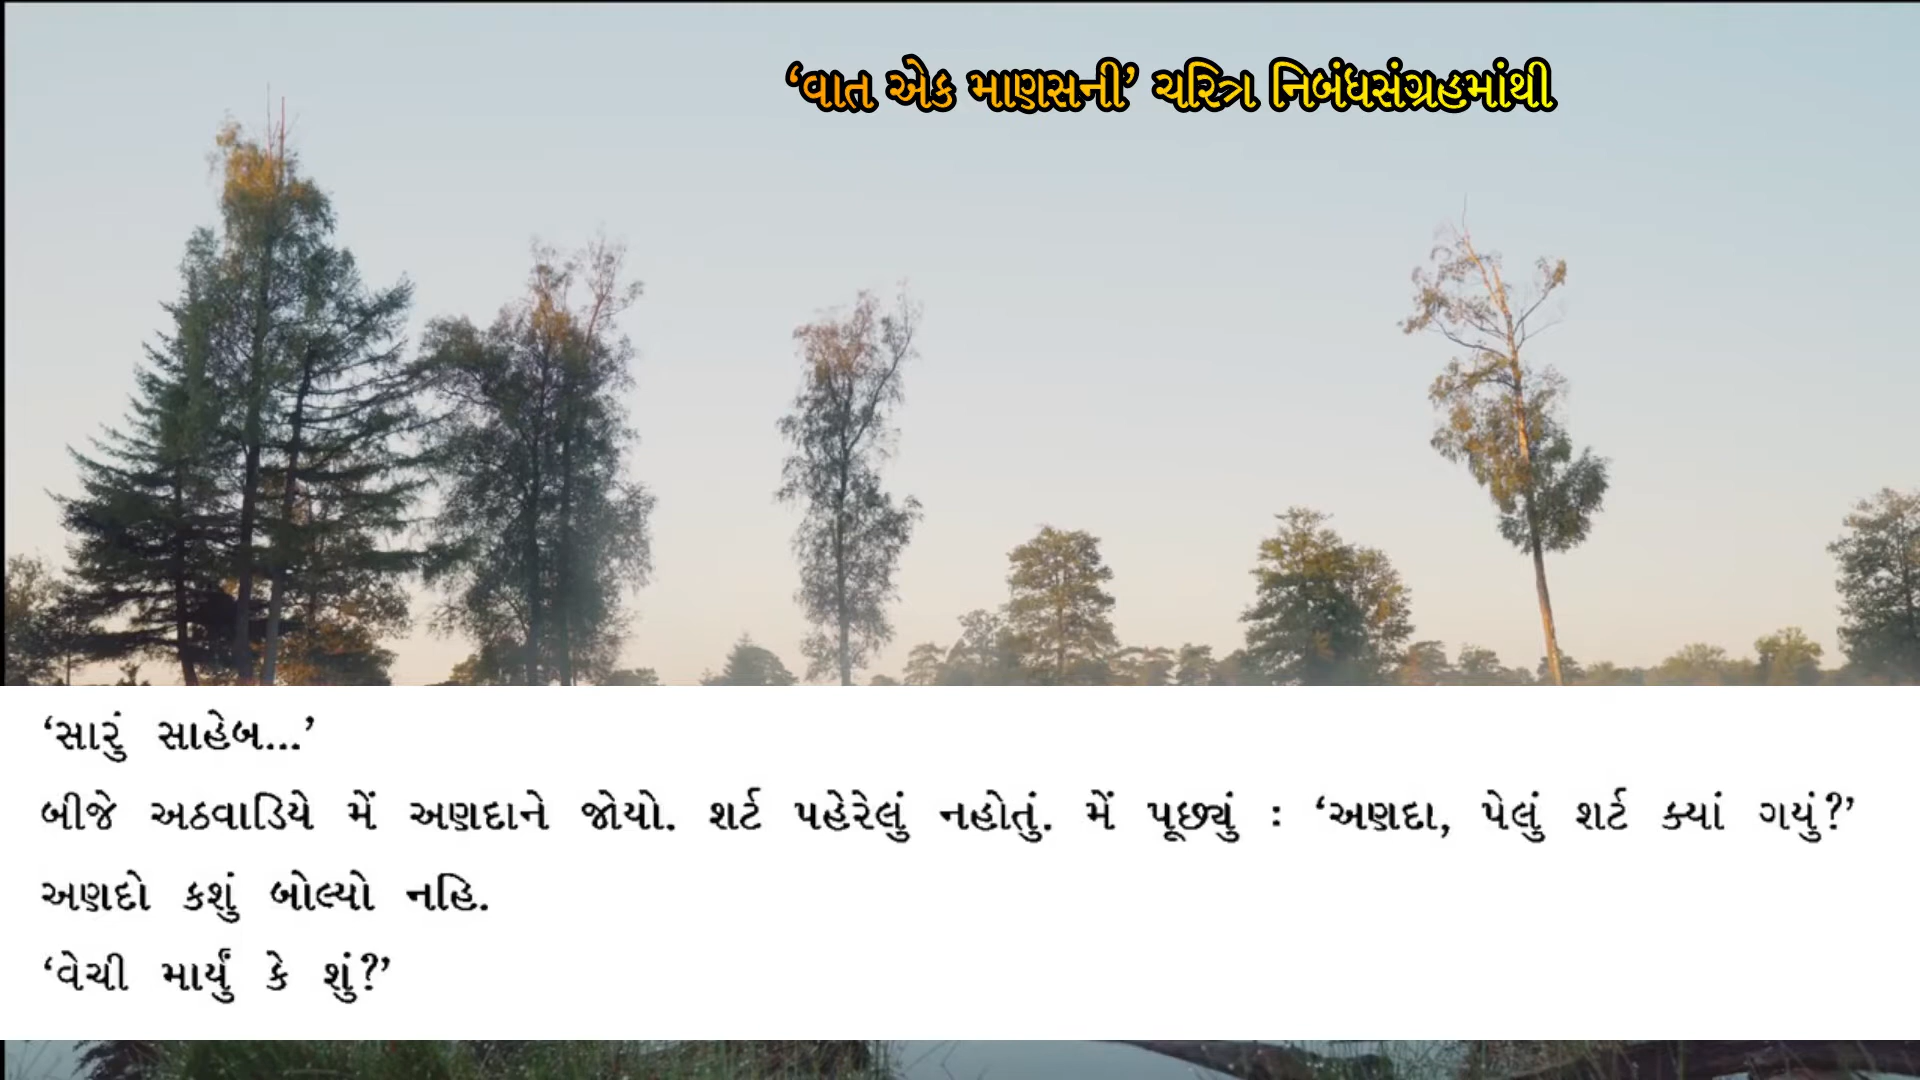 ‘વાત એક માણસની’ ચરિત્ર નિબંધસંગ્રહમાંથી
‘સારું સાહેબ...’
બીજે અઠવાડિયે મેં અણદાને જોયો. શર્ટ પહેરેલું નહોતું. મેં પૂછ્યું : ‘અણદા, પેલું શર્ટ ક્યાં ગયું?’
અણદો કશું બોલ્યો નહિ.
‘વેચી માર્યું કે શું?’